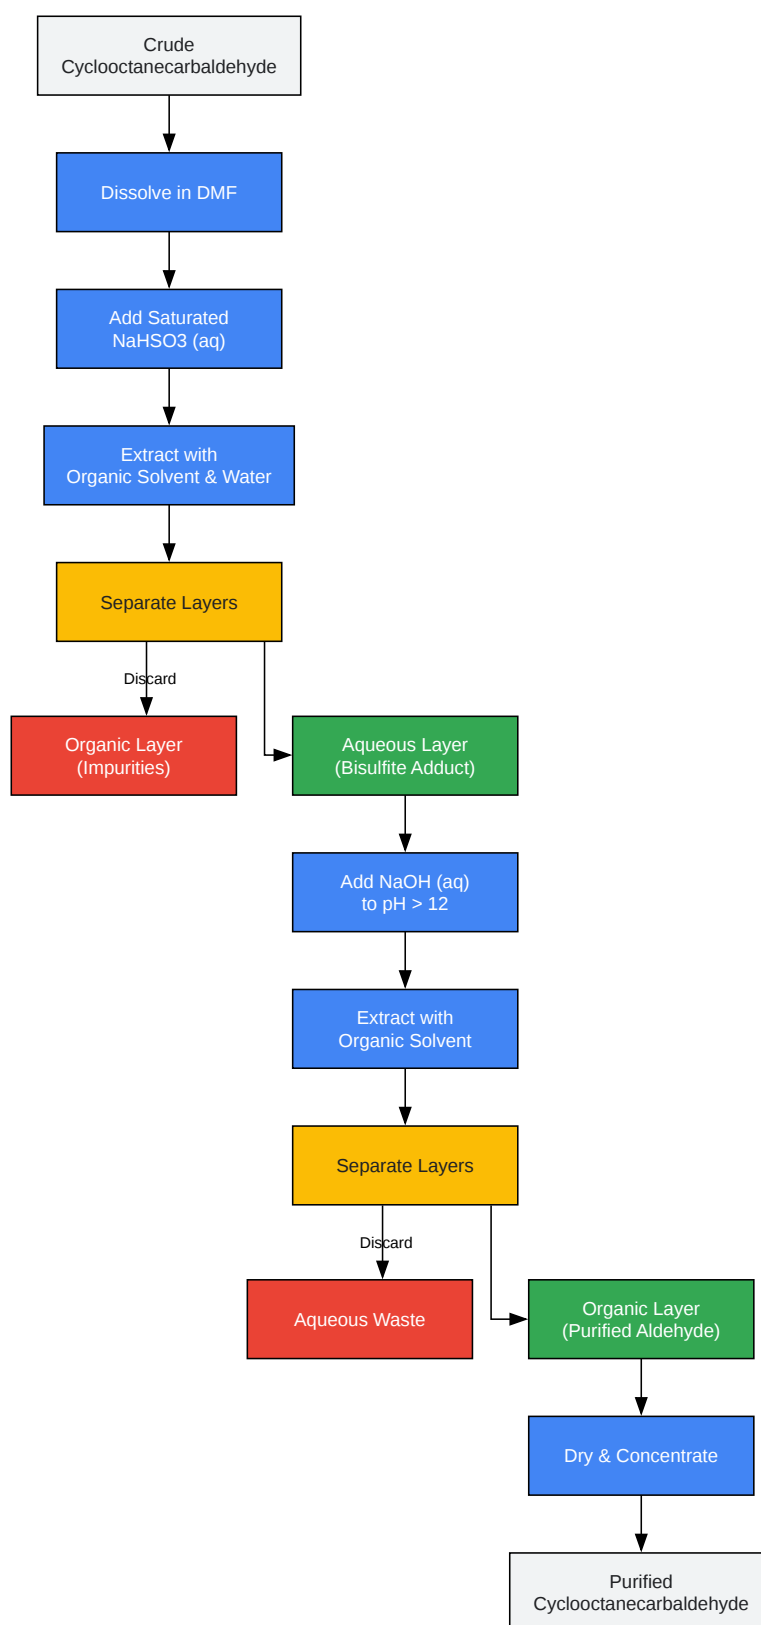 Crude
Cyclooctanecarbaldehyde
Dissolve in DMF
Add Saturated
NaHSO3 (aq)
Extract with
Organic Solvent & Water
Separate Layers
Discard
Organic Layer
(Impurities)
Aqueous Layer
(Bisulfite Adduct)
Add NaOH (aq)
to pH > 12
Extract with
Organic Solvent
Separate Layers
Discard
Aqueous Waste
Organic Layer
(Purified Aldehyde)
Dry & Concentrate
Purified
Cyclooctanecarbaldehyde